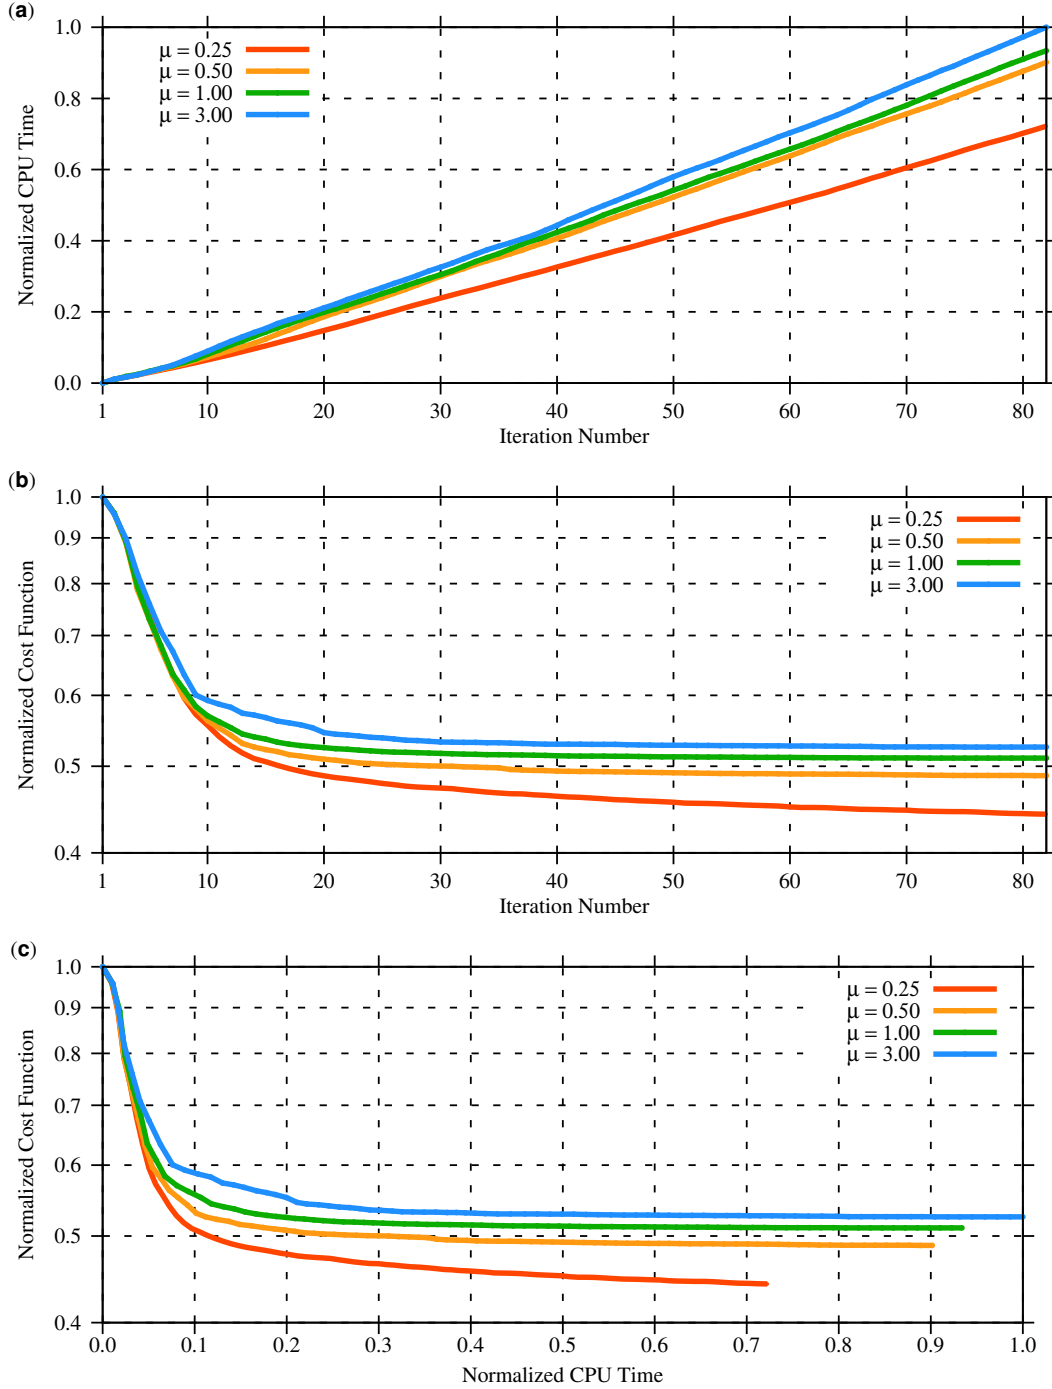 (a)
μ = 0.25
μ = 0.50
μ = 1.00
μ = 3.00
Normalized CPU Time
1.0
0.8
0.6
0.4
0.2
0.0
1 10 20 30 40 50 60 70 80
Iteration Number
(b)
μ = 0.25
μ = 0.50
μ = 1.00
μ = 3.00
Normalized Cost Function
1.0
0.9
0.8
0.7
0.6
0.5
0.4
1 10 20 30 40 50 60 70 80
Iteration Number
(c)
μ = 0.25
μ = 0.50
μ = 1.00
μ = 3.00
Normalized Cost Function
1.0
0.9
0.8
0.7
0.6
0.5
0.4
0.0 0.1 0.2 0.3 0.4 0.5 0.6 0.7 0.8 0.9 1.0
Normalized CPU Time